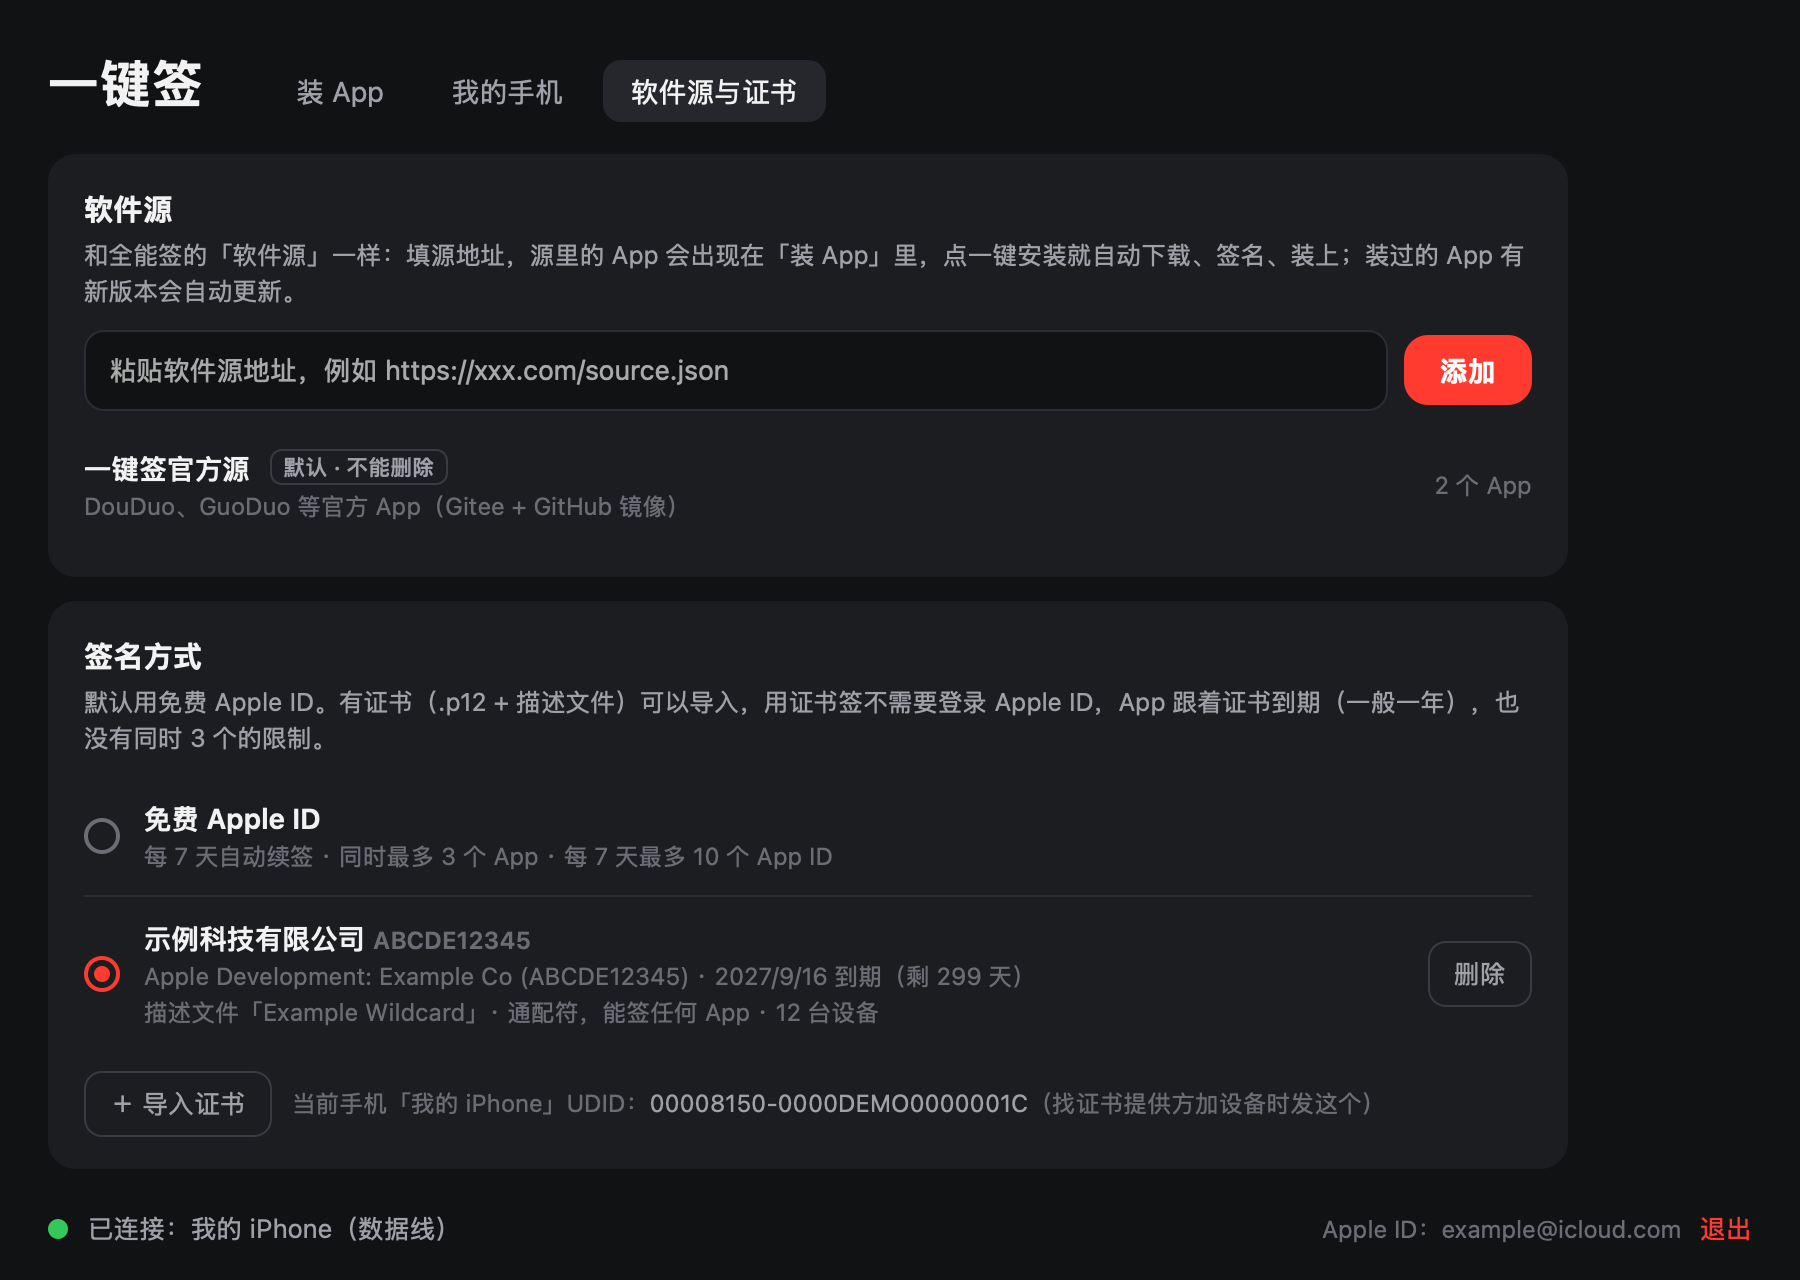 一键签
装 App
我的手机
软件源与证书
软件源
和全能签的「软件源」一样：填源地址，源里的 App 会出现在「装 App」里，点一键安装就自动下载、签名、装上；装过的 App 有
新版本会自动更新。
粘贴软件源地址，例如 https://xxx.com/source.json
添加
一键签官方源
默认 · 不能删除
DouDuo、GuoDuo 等官方 App（Gitee + GitHub 镜像）
2 个 App
签名方式
默认用免费 Apple ID。有证书（.p12 + 描述文件）可以导入，用证书签不需要登录 Apple ID，App 跟着证书到期（一般一年），也
没有同时 3 个的限制。
免费 Apple ID
每 7 天自动续签 · 同时最多 3 个 App · 每 7 天最多 10 个 App ID
示例科技有限公司 ABCDE12345
Apple Development: Example Co (ABCDE12345) · 2027/9/16 到期（剩 299 天）
描述文件「Example Wildcard」· 通配符，能签任何 App · 12 台设备
删除
+ 导入证书
当前手机「我的 iPhone」UDID：00008150-0000DEMO0000001C（找证书提供方加设备时发这个）
已连接：我的 iPhone（数据线）
Apple ID：example@icloud.com
退出